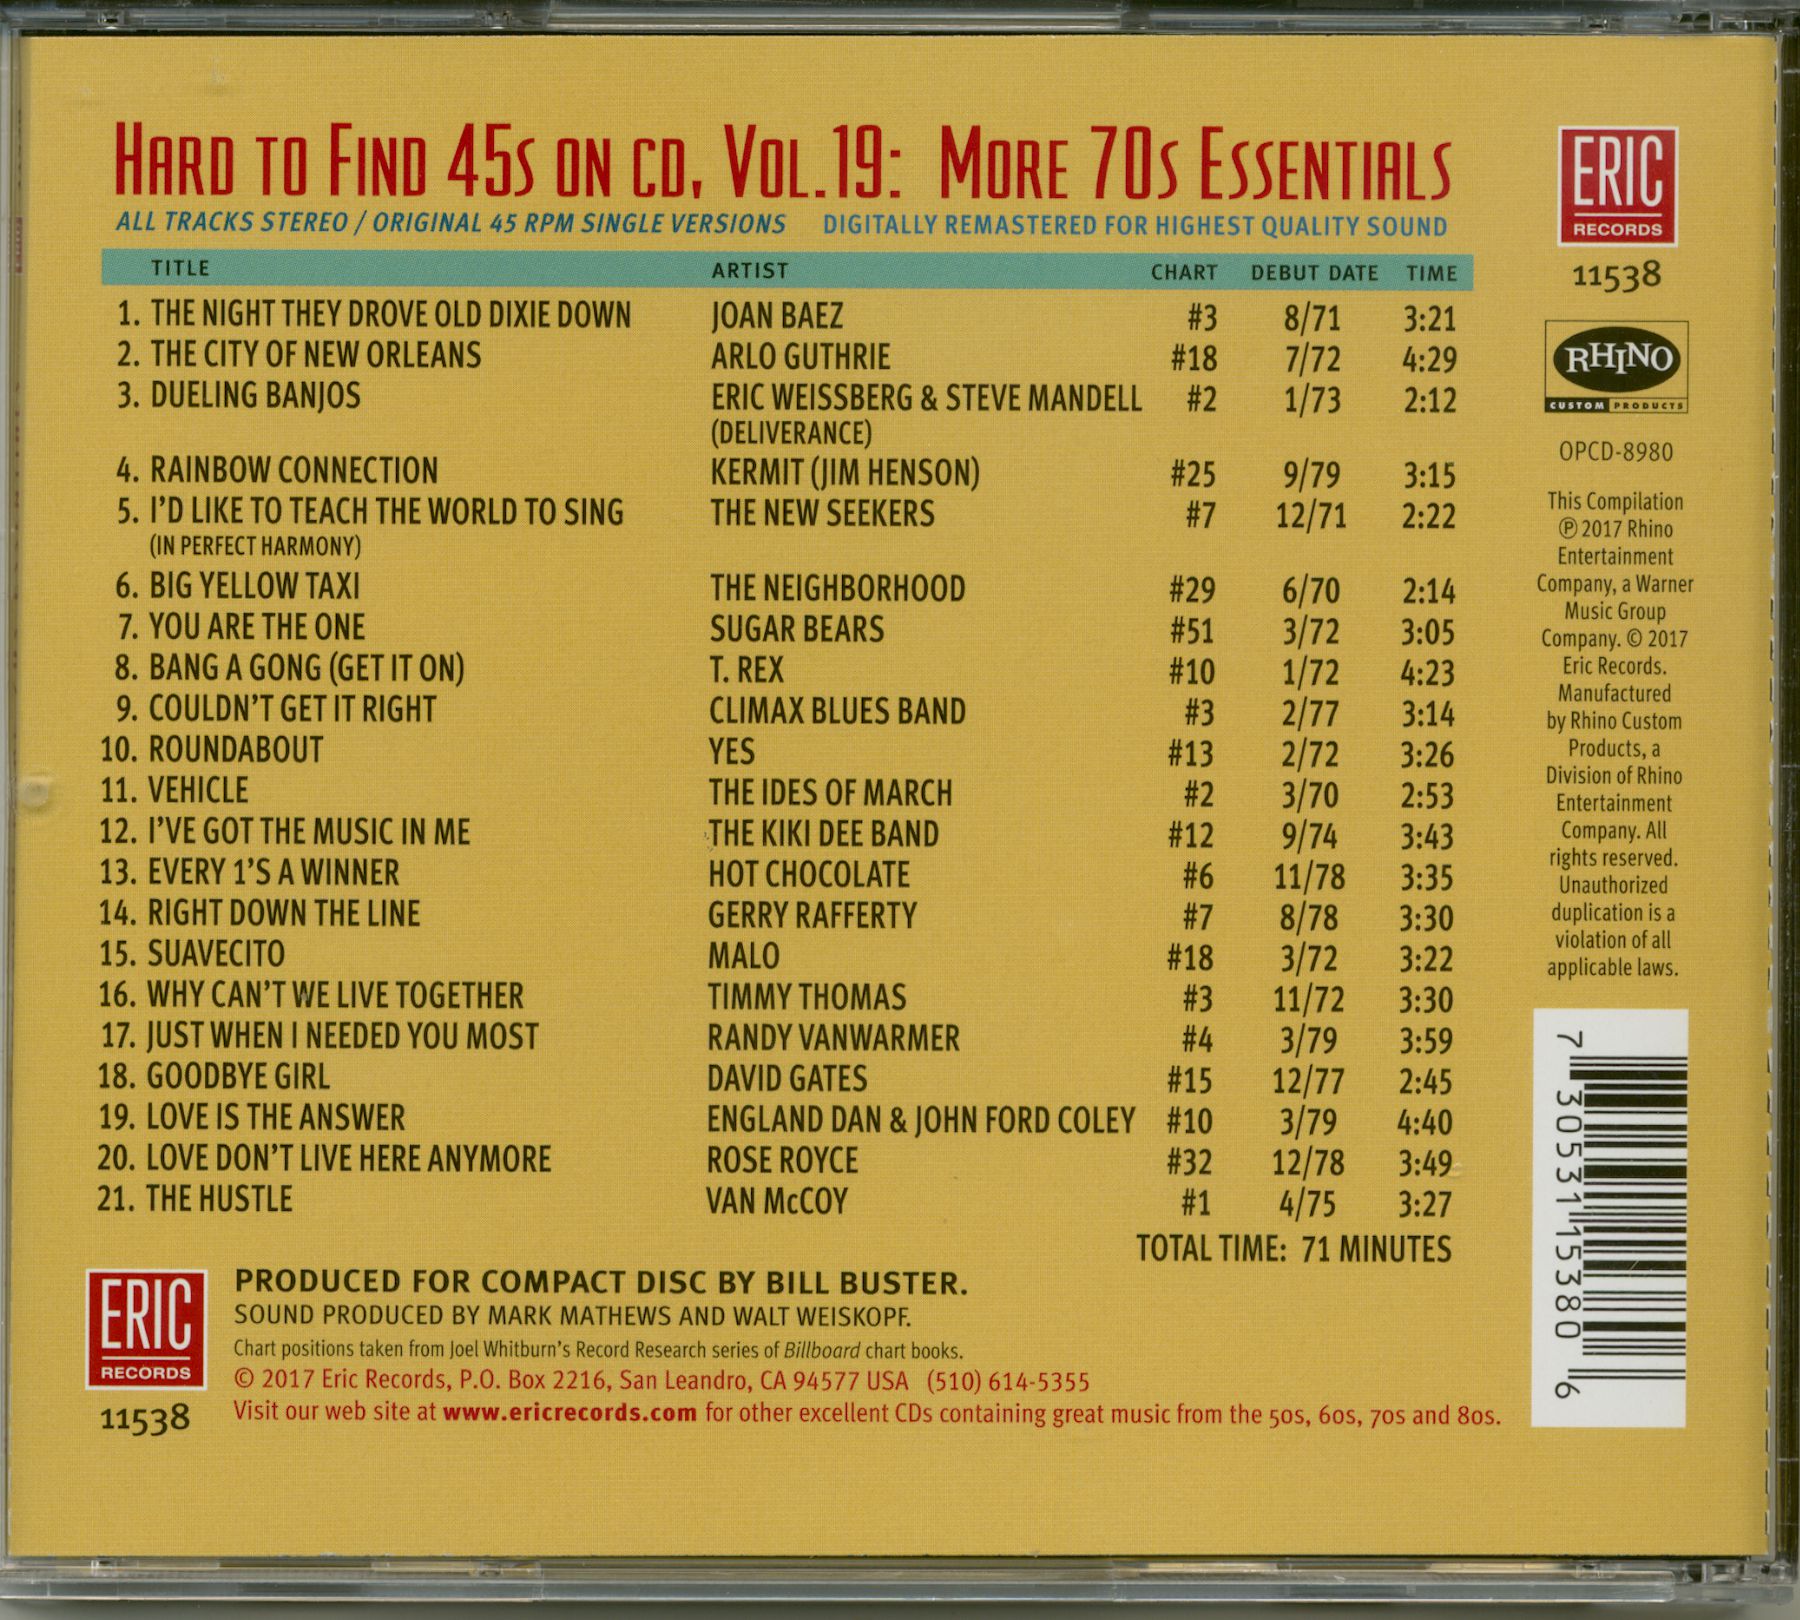 HARD TO FIND 45S ON CD, VOL.19: MORE 70S ESSENTIALS
ALL TRACKS STEREO / ORIGINAL 45 RPM SINGLE VERSIONS DIGITALLY REMASTERED FOR HIGHEST QUALITY SOUND
TITLE ARTIST CHART DEBUT DATE TIME
1. THE NIGHT THEY DROVE OLD DIXIE DOWN JOAN BAEZ #3 8/71 3:21
2. THE CITY OF NEW ORLEANS ARLO GUTHRIE #18 7/72 4:29
3. DUELING BANJOS ERIC WEISSBERG & STEVE MANDELL #2 1/73 2:12
(DELIVERANCE)
4. RAINBOW CONNECTION KERMIT (JIM HENSON) #25 9/79 3:15
5. I'D LIKE TO TEACH THE WORLD TO SING THE NEW SEEKERS #7 12/71 2:22
(IN PERFECT HARMONY)
6. BIG YELLOW TAXI THE NEIGHBORHOOD #29 6/70 2:14
7. YOU ARE THE ONE SUGAR BEARS #51 3/72 3:05
8. BANG A GONG (GET IT ON) T. REX #10 1/72 4:23
9. COULDN'T GET IT RIGHT CLIMAX BLUES BAND #3 2/77 3:14
10. ROUNDABOUT YES #13 2/72 3:26
11. VEHICLE THE IDES OF MARCH #2 3/70 2:53
12. I'VE GOT THE MUSIC IN ME THE KIKI DEE BAND #12 9/74 3:43
13. EVERY 1'S A WINNER HOT CHOCOLATE #6 11/78 3:35
14. RIGHT DOWN THE LINE GERRY RAFFERTY #7 8/78 3:30
15. SUAVECITO MALO #18 3/72 3:22
16. WHY CAN'T WE LIVE TOGETHER TIMMY THOMAS #3 11/72 3:30
17. JUST WHEN I NEEDED YOU MOST RANDY VANWARMER #4 3/79 3:59
18. GOODBYE GIRL DAVID GATES #15 12/77 2:45
19. LOVE IS THE ANSWER ENGLAND DAN & JOHN FORD COLEY #10 3/79 4:40
20. LOVE DON'T LIVE HERE ANYMORE ROSE ROYCE #32 12/78 3:49
21. THE HUSTLE VAN McCOY #1 4/75 3:27
TOTAL TIME: 71 MINUTES
ERIC
RECORDS
11538
PRODUCED FOR COMPACT DISC BY BILL BUSTER.
SOUND PRODUCED BY MARK MATHEWS AND WALT WEISKOPF.
Chart positions taken from Joel Whitburn's Record Research series of Billboard chart books.
© 2017 Eric Records, P.O. Box 2216, San Leandro, CA 94577 USA (510) 614-5355
Visit our web site at www.ericrecords.com for other excellent CDs containing great music from the 50s, 60s, 70s and 80s.
ERIC
RECORDS
11538
RHINO
CUSTOM PRODUCTS
OPCD-8980
This Compilation
℗ 2017 Rhino
Entertainment
Company, a Warner
Music Group
Company. © 2017
Eric Records.
Manufactured
by Rhino Custom
Products, a
Division of Rhino
Entertainment
Company. All
rights reserved.
Unauthorized
duplication is a
violation of all
applicable laws.
7 30531 15380 6